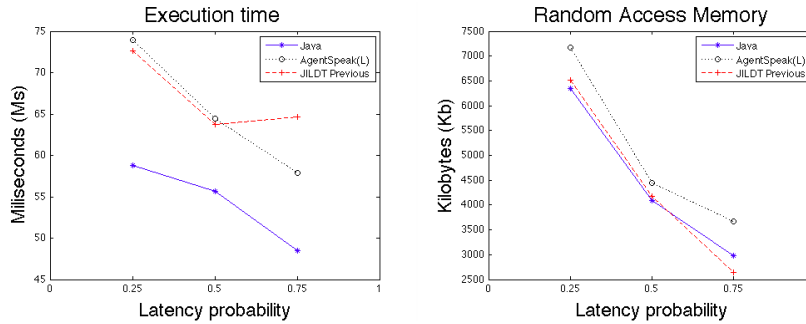 Execution time
75
70
65
60
55
50
45
0
0.25
0.5
0.75
1
Miliseconds (Ms)
Latency probability
Java
AgentSpeak(L)
JILDT Previous
Random Access Memory
7500
7000
6500
6000
5500
5000
4500
4000
3500
3000
2500
0
0.25
0.5
0.75
Kilobytes (Kb)
Latency probability
Java
AgentSpeak(L)
JILDT Previous